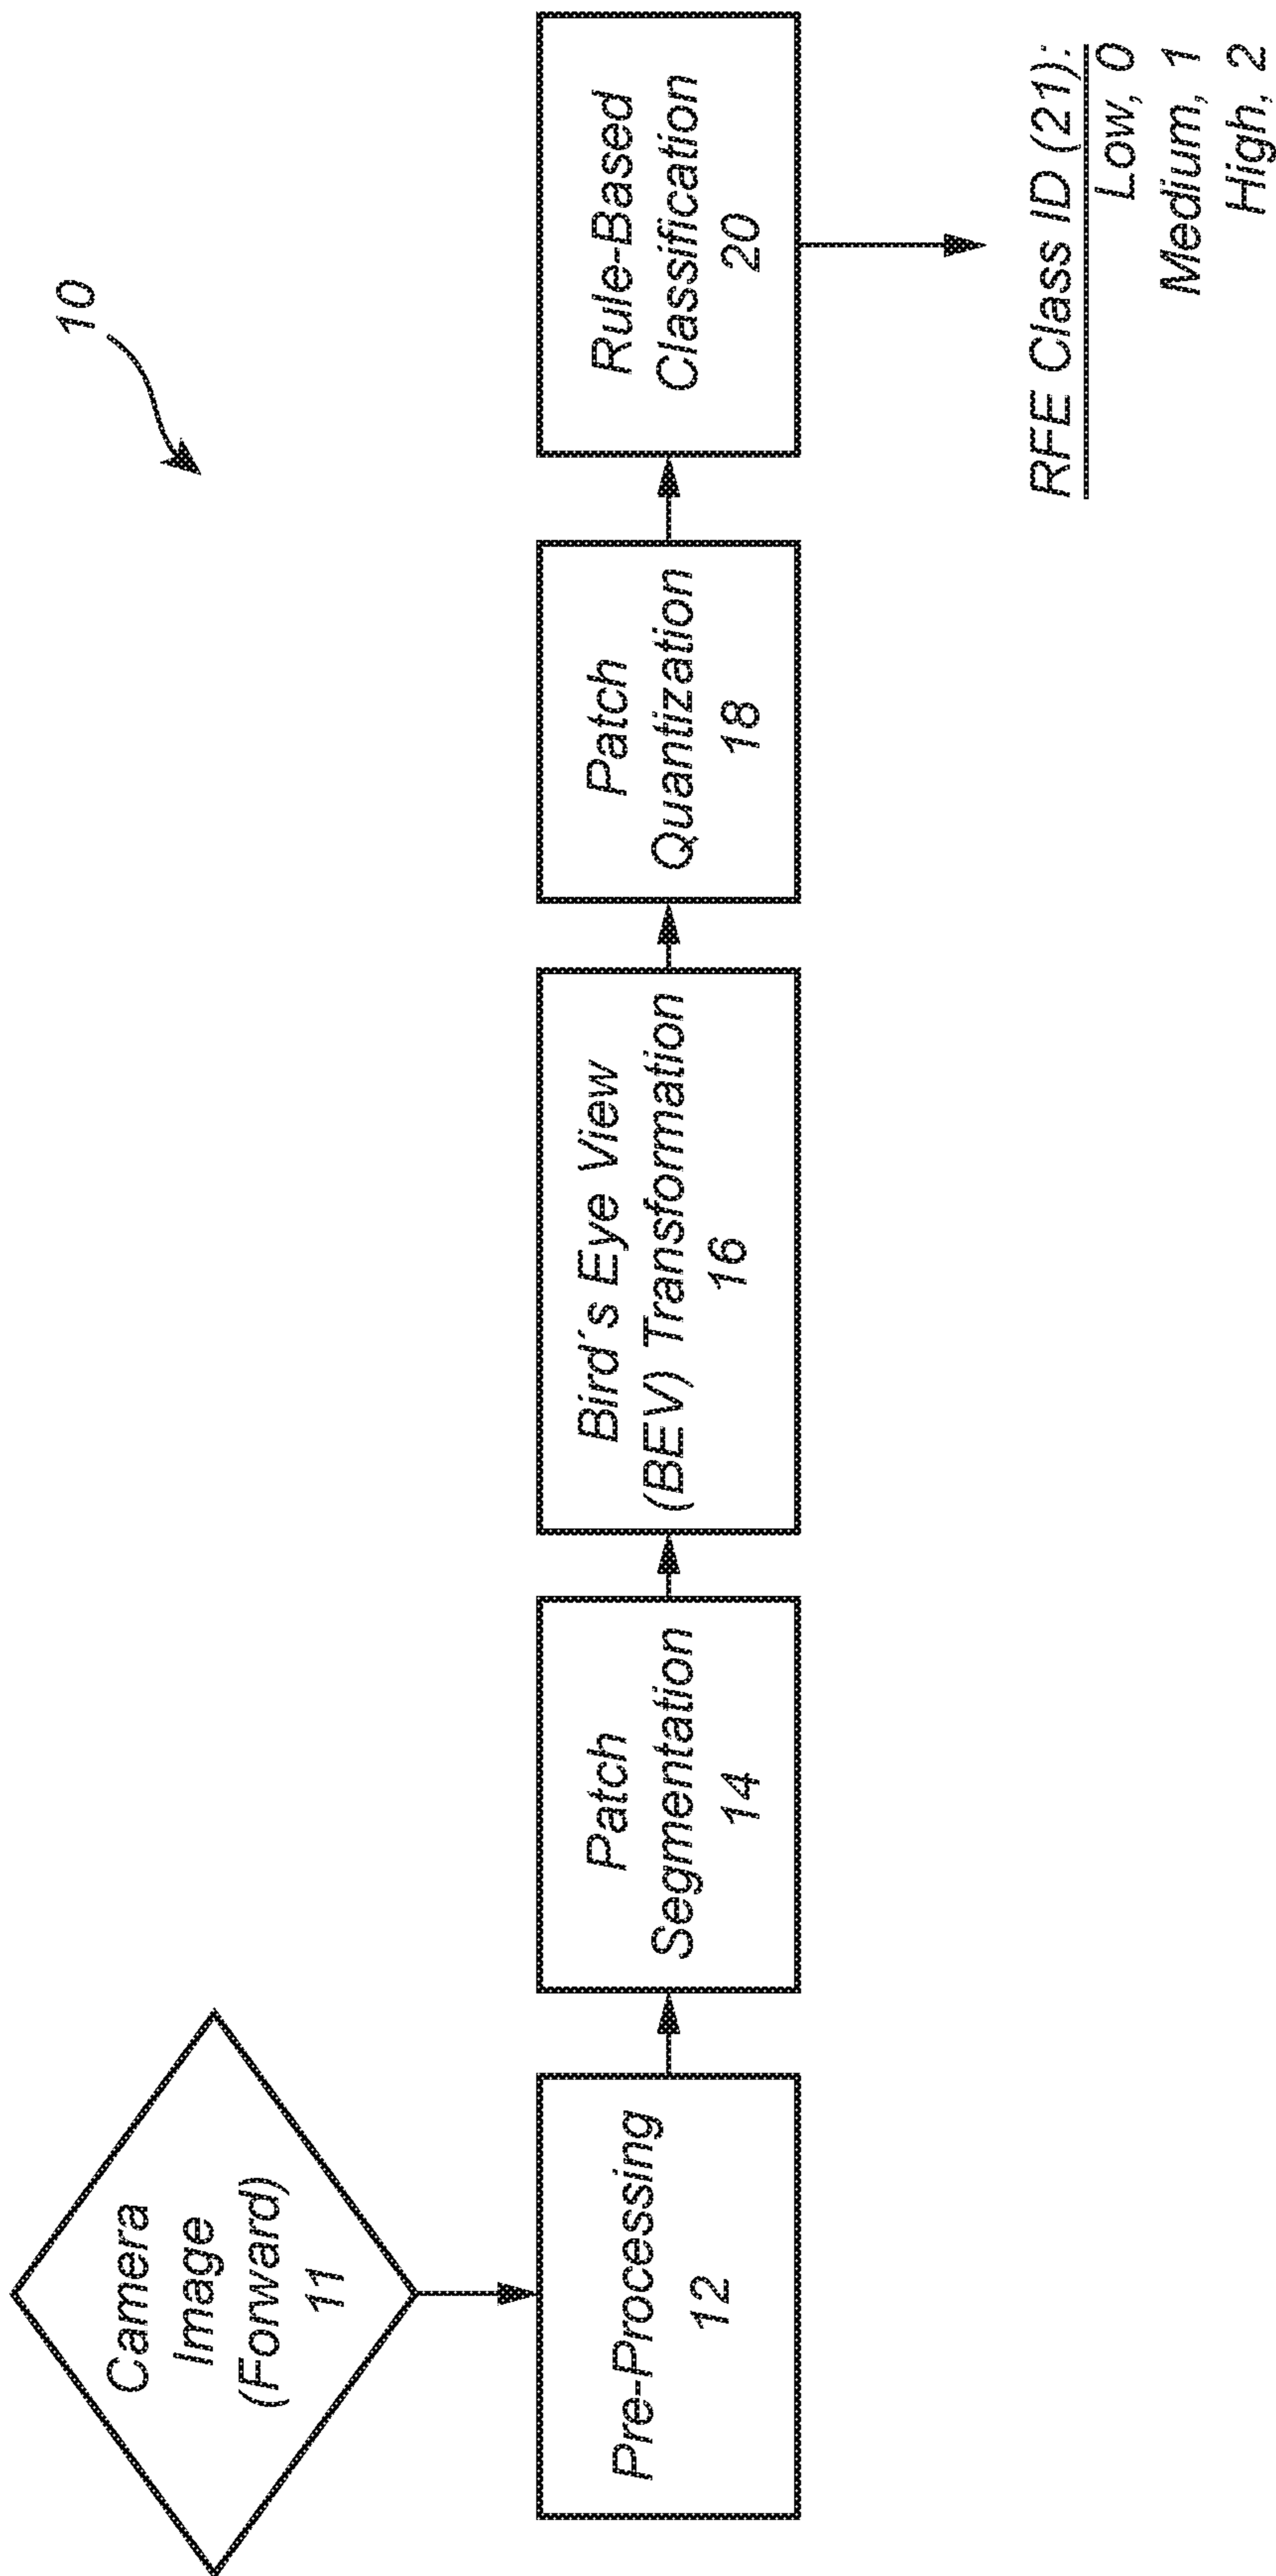 10
Camera
Image
(Forward)
11
Pre-Processing
12
Patch
Segmentation
14
Bird´s Eye View
(BEV) Transformation
16
Patch
Quantization
18
Rule-Based
Classification
20
RFE Class ID (21):
Low, 0
Medium, 1
High, 2